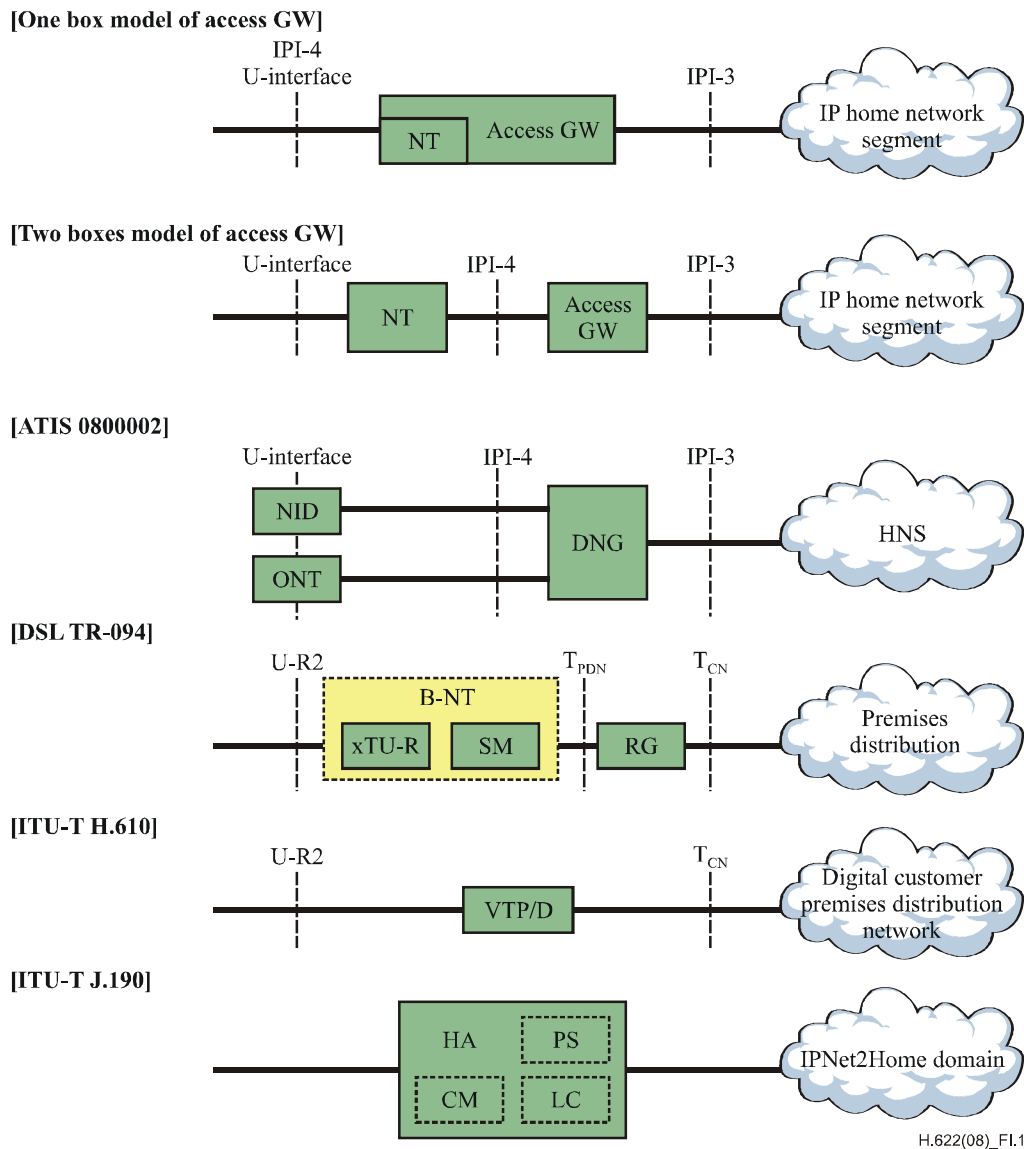 [One box model of access GW]
IPI-4
U-interface
IPI-3
NT
Access GW
IP home network
segment
[Two boxes model of access GW]
U-interface
IPI-4
IPI-3
NT
Access
GW
IP home network
segment
[ATIS 0800002]
U-interface
IPI-4
IPI-3
NID
ONT
DNG
HNS
[DSL TR-094]
U-R2
T_PDN
T_CN
B-NT
xTU-R
SM
RG
Premises
distribution
[ITU-T H.610]
U-R2
T_CN
VTP/D
Digital customer
premises distribution
network
[ITU-T J.190]
HA
PS
CM
LC
IPNet2Home domain
H.622(08)_FI.1